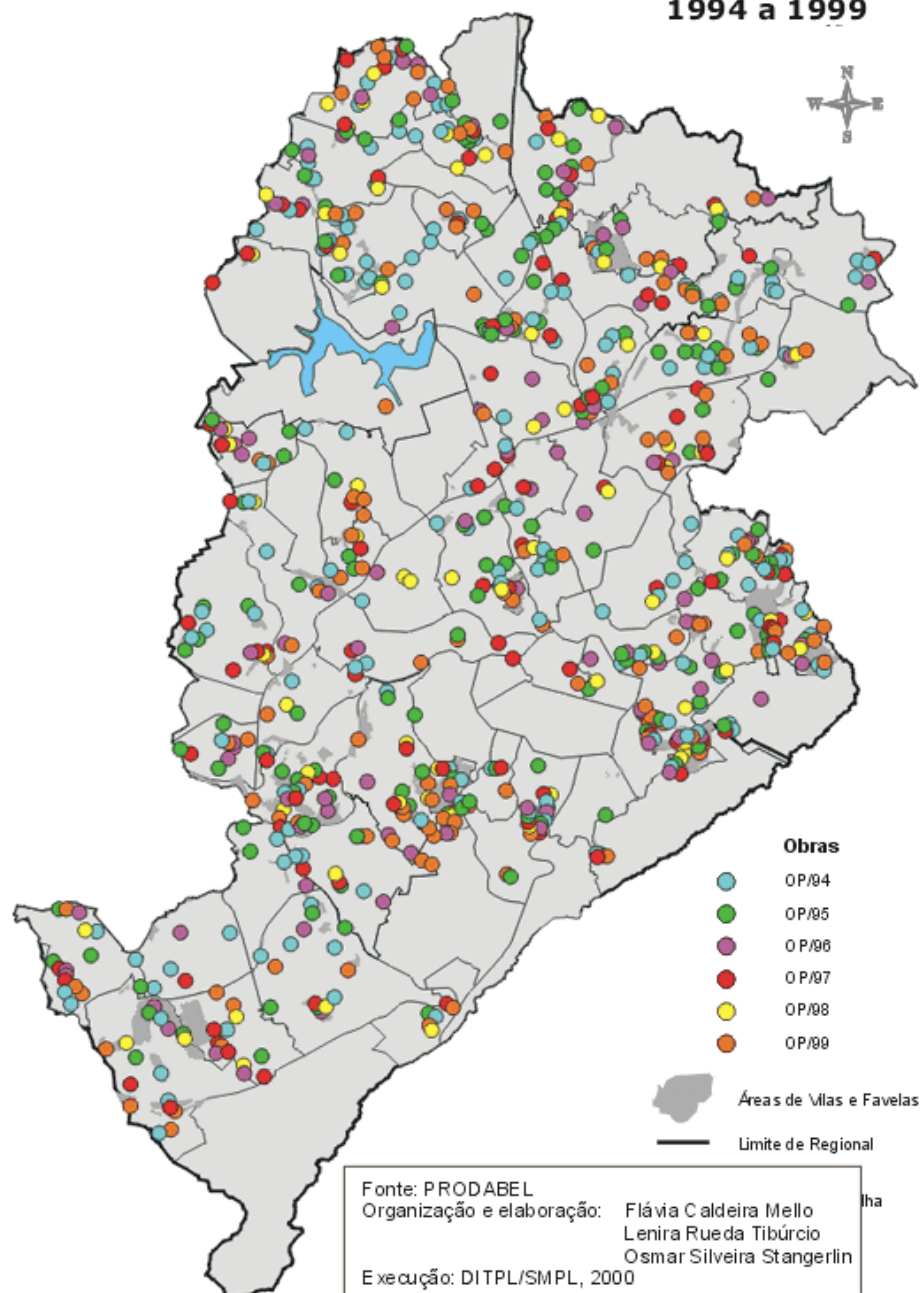 1994 a 1999
N
W E
S
Obras
OP/94
OP/95
OP/96
OP/97
OP/98
OP/99
Áreas de Vilas e Favelas
Limite de Regional
lha
Fonte: PRODABEL
Organização e elaboração: Flávia Caldeira Mello
Lenira Rueda Tibúrcio
Osmar Silveira Stangerlin
Execução: DITPL/SMPL, 2000